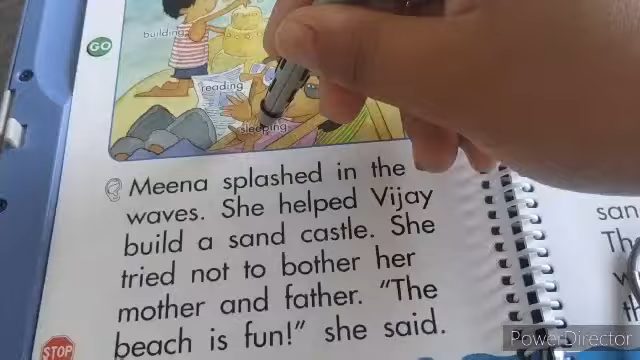 building
GO
reading
sleeping
Meena splashed in the
waves. She helped Vijay
build a sand castle. She
tried not to bother her
mother and father. "The
beach is fun!" she said.
STOP
san
Th
w
th
PowerDirector